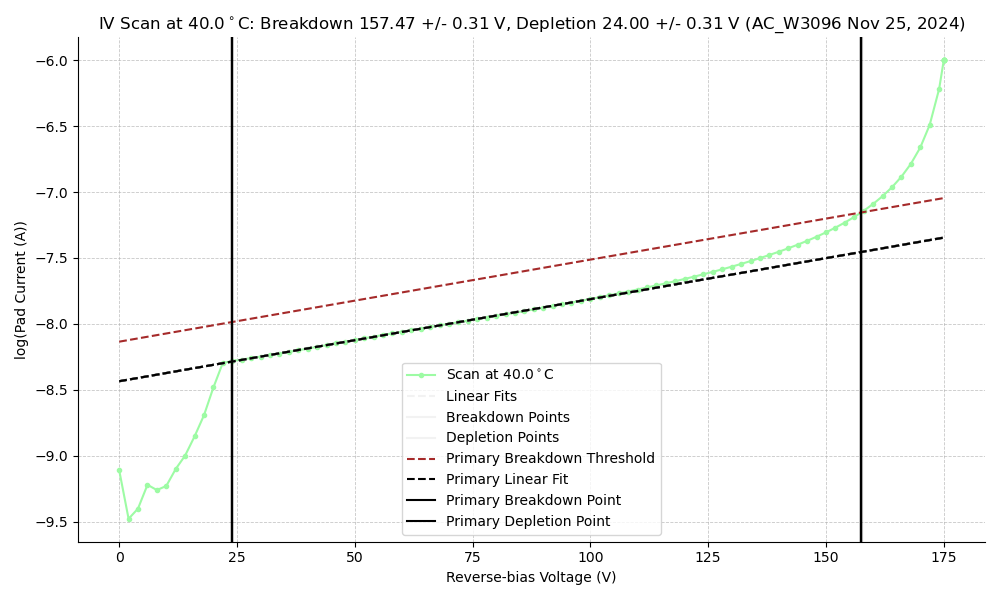 IV Scan at 40.0°C: Breakdown 157.47 +/- 0.31 V, Depletion 24.00 +/- 0.31 V (AC_W3096 Nov 25, 2024)
log(Pad Current (A))
−6.0
−6.5
−7.0
−7.5
−8.0
−8.5
−9.0
−9.5
Scan at 40.0°C
Linear Fits
Breakdown Points
Depletion Points
Primary Breakdown Threshold
Primary Linear Fit
Primary Breakdown Point
Primary Depletion Point
0 25 50 75 100 125 150 175
Reverse-bias Voltage (V)